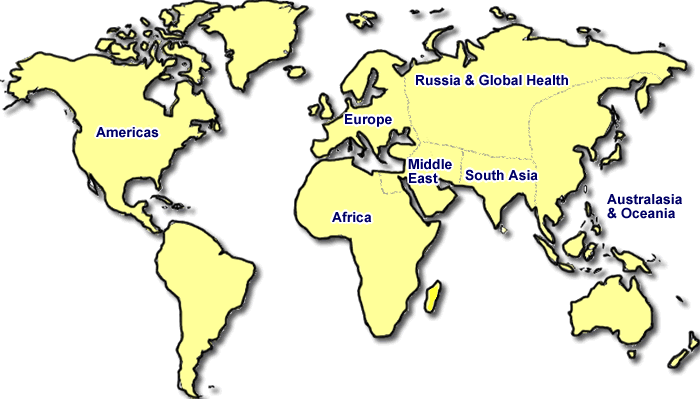 Russia & Global Health
Europe
Americas
Middle
East
South Asia
Australasia
& Oceania
Africa